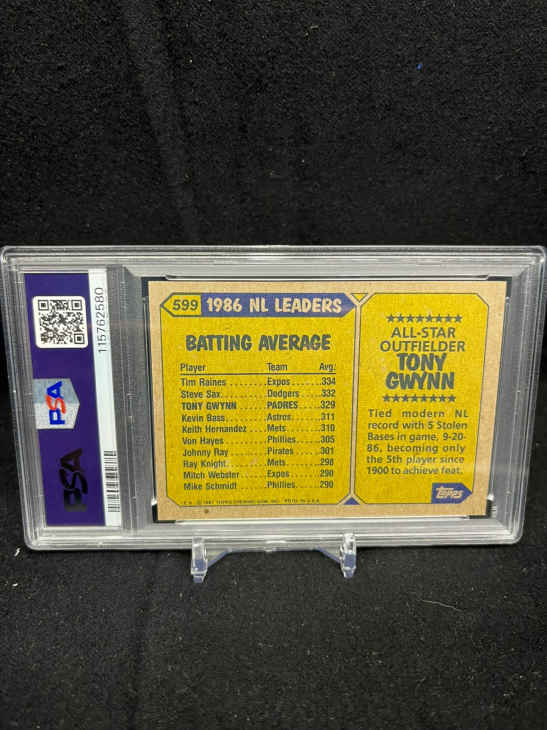 PSA
PSA
115762580
599 1986 NL LEADERS
BATTING AVERAGE
Player Team Avg.
Tim Raines........Expos......334
Steve Sax.........Dodgers....332
TONY GWYNN......PADRES...329
Kevin Bass........Astros.....311
Keith Hernandez....Mets......310
Von Hayes.........Phillies....305
Johnny Ray........Pirates....301
Ray Knight.........Mets......298
Mitch Webster......Expos.....290
Mike Schmidt.......Phillies...290
ALL-STAR
OUTFIELDER
TONY
GWYNN
Tied modern NL
record with 5 Stolen
Bases in game, 9-20-
86, becoming only
the 5th player since
1900 to achieve feat.
Topps